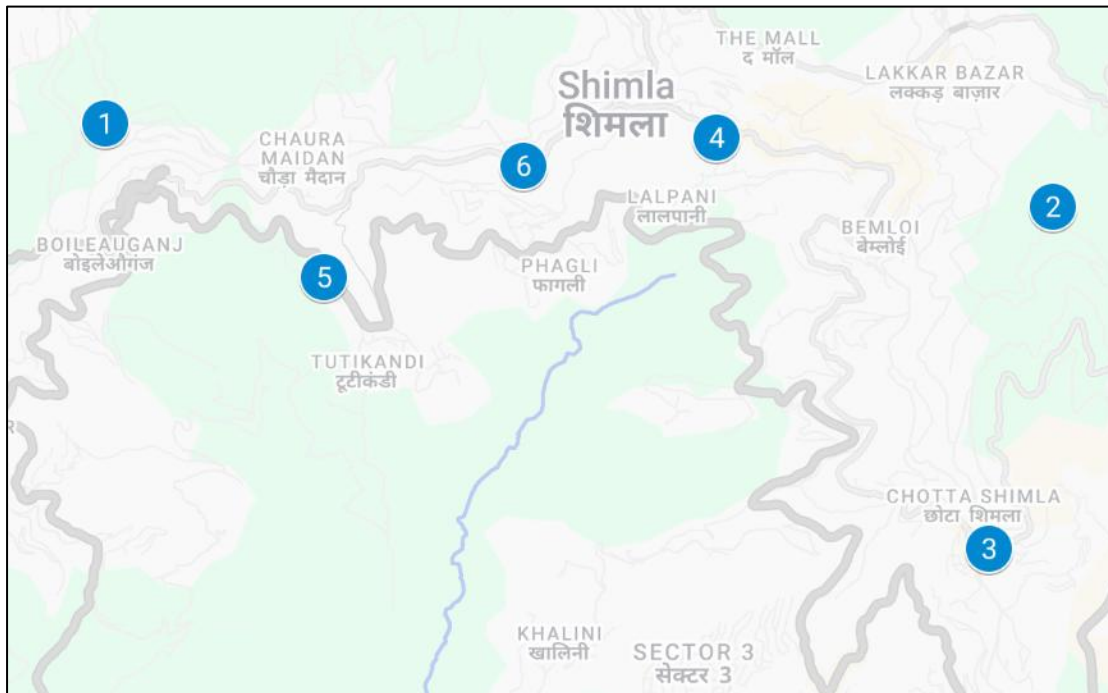 THE MALL
द मॉल
Shimla
शिमला
LAKKAR BAZAR
लक्कड़ बाज़ार
1
CHAURA
MAIDAN
चौड़ा मैदान
6
4
2
LALPANI
लालपानी
BEMLOI
बेम्लोई
BOILEAUGANJ
बोइलेऔगंज
5
PHAGLI
फागली
TUTIKANDI
टूटीकंडी
R
CHOTTA SHIMLA
छोटा शिमला
3
KHALINI
खालिनी
SECTOR 3
सेक्टर 3